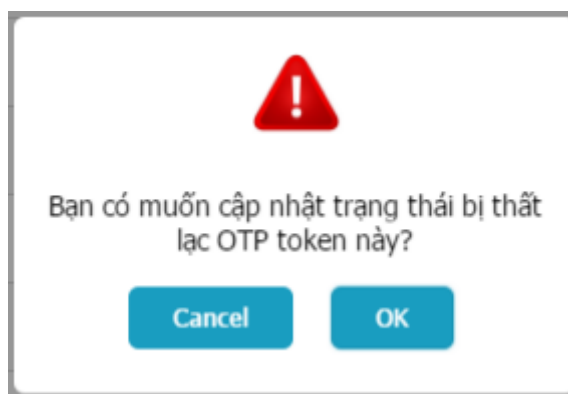 Bạn có muốn cập nhật trạng thái bị thất
lạc OTP token này?
Cancel
OK